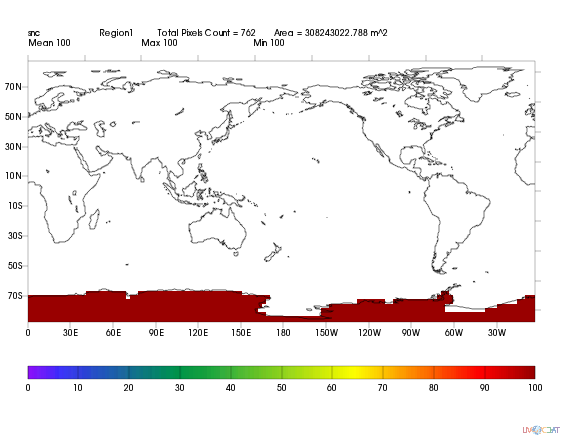 snc Region1 Total Pixels Count = 762 Area = 308243022.788 m^2
Mean 100 Max 100 Min 100
70N
50N
30N
10N
10S
30S
50S
70S
0 30E 60E 90E 120E 150E 180 150W 120W 90W 60W 30W
0 10 20 30 40 50 60 70 80 90 100